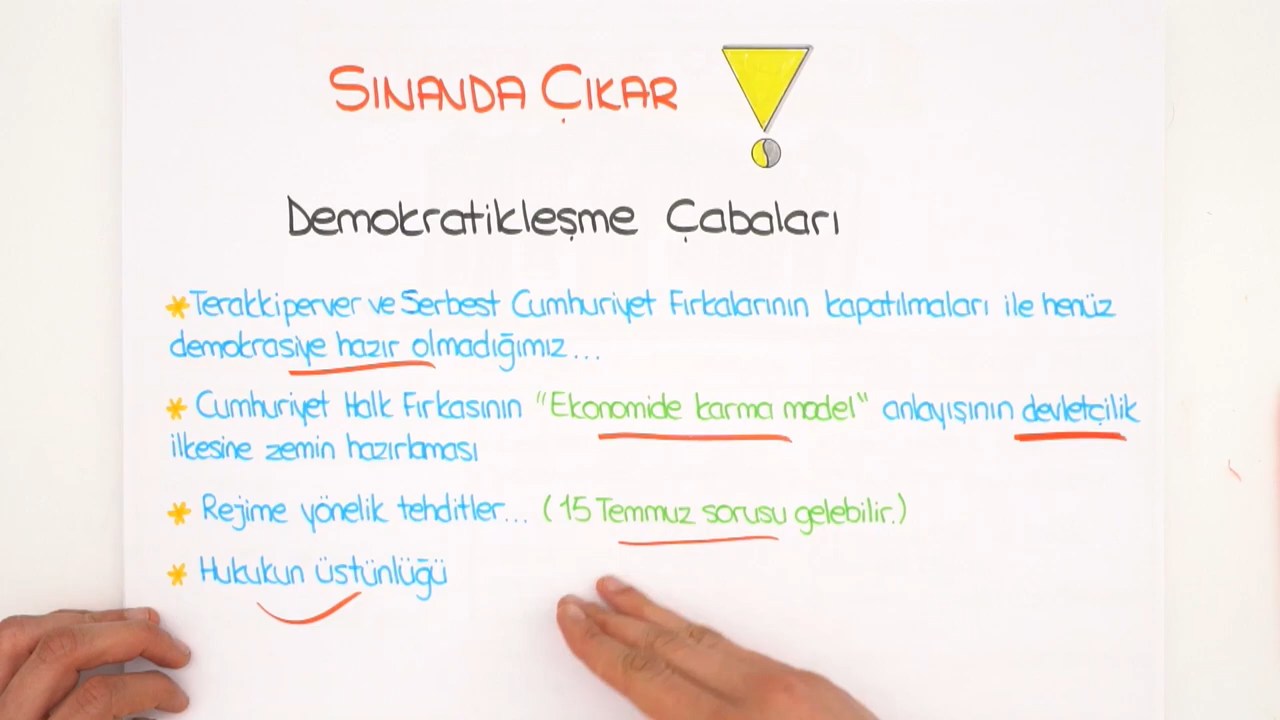 SINAVDA ÇIKAR
Demokratikleşme Çabaları
*Terakkiperver ve Serbest Cumhuriyet Fırkalarının kapatılmaları ile henüz
demokrasiye hazır olmadığımız...
* Cumhuriyet Halk Fırkasının "Ekonomide karma model" anlayışının devletçilik
ilkesine zemin hazırlaması
* Rejime yönelik tehditler... (15 Temmuz sorusu gelebilir.)
* Hukukun üstünlüğü